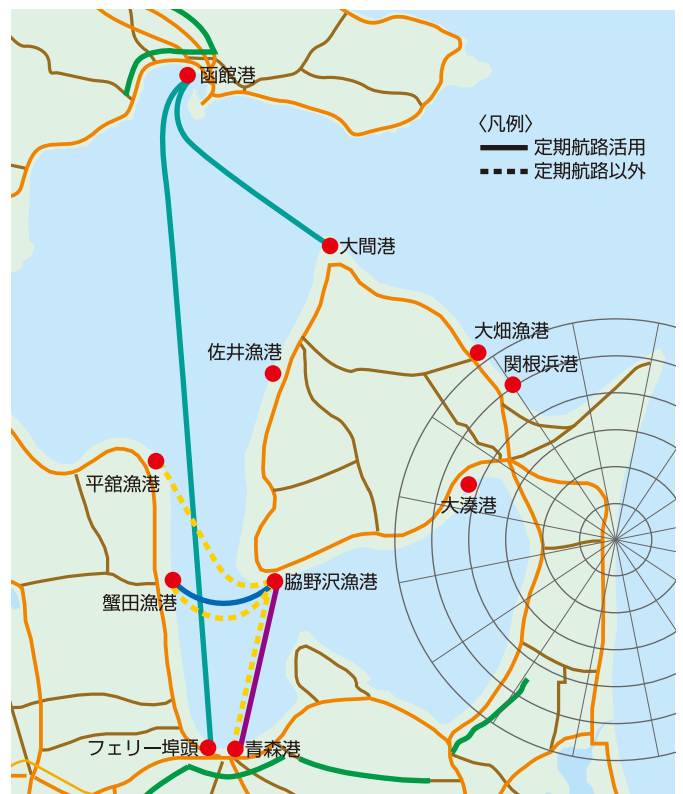 函館港
〈凡例〉
定期航路活用
定期航路以外
大間港
大畑漁港
佐井漁港
関根浜港
平舘漁港
大湊港
脇野沢漁港
蟹田漁港
フェリー埠頭
青森港